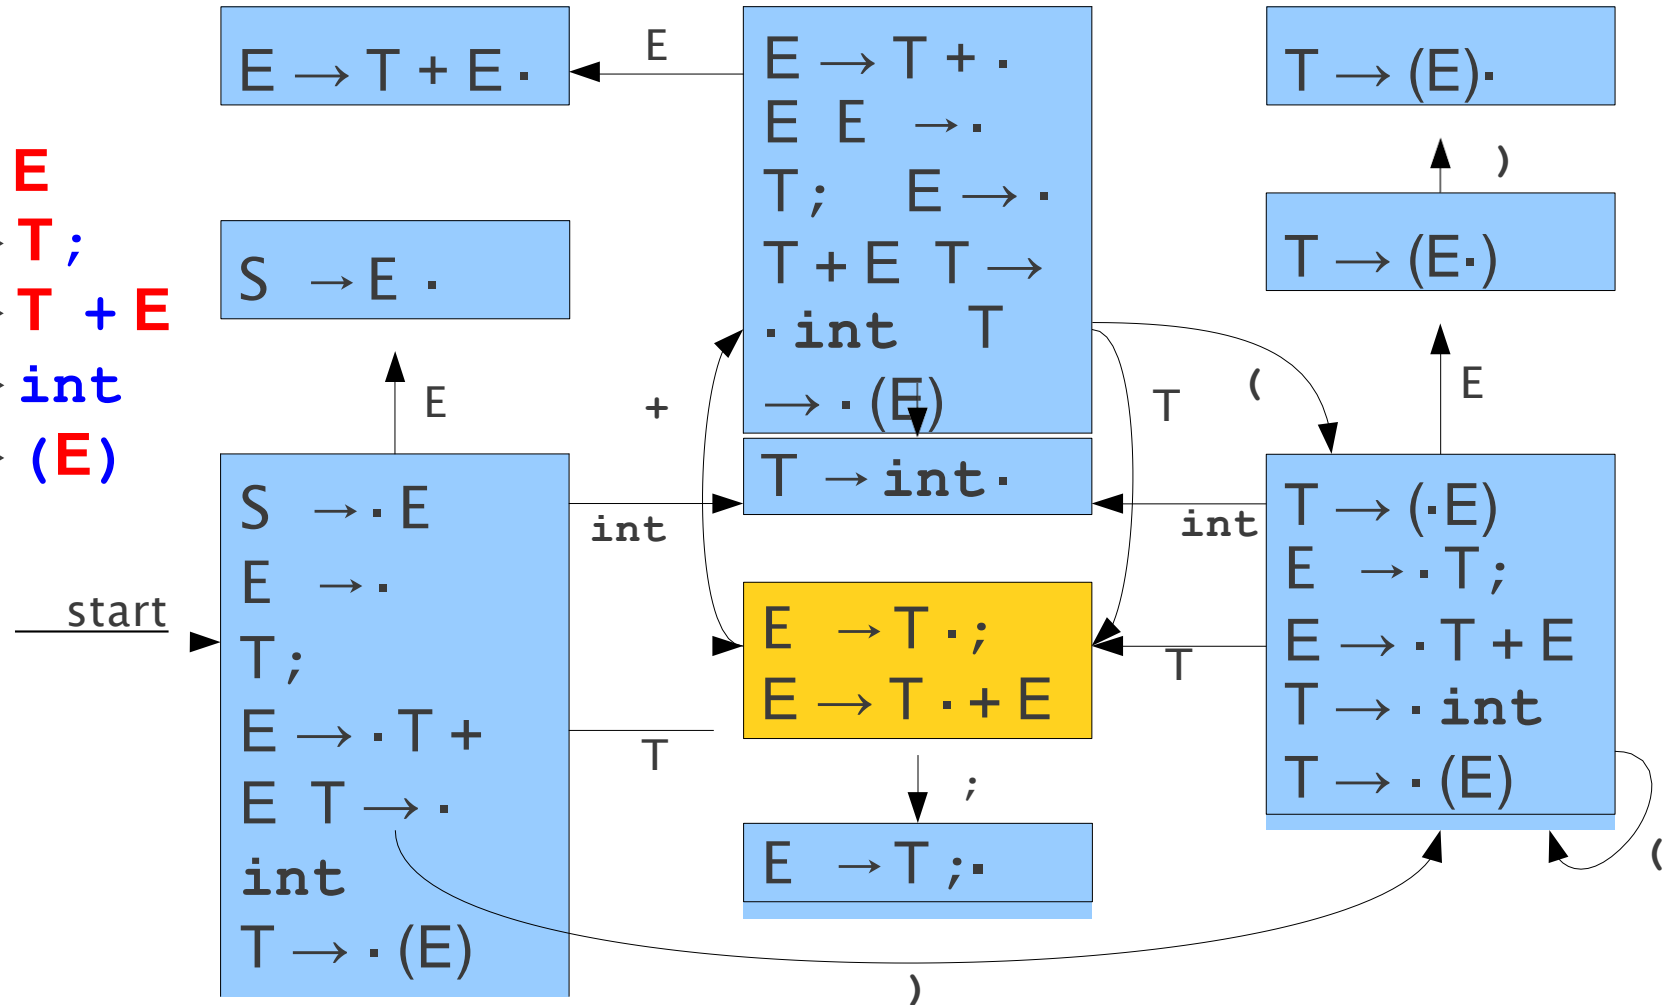 E
T ;
T + E
int
(E)
start
E → T + E ·
E
S → E ·
E
S → · E
E → ·
T ;
E → · T +
E T → ·
int
T → · (E)
+
int
T
E → T + ·
E E → ·
T ; E → ·
T + E T →
· int T
→ · (E)
T → int ·
E → T · ;
E → T · + E
;
E → T ; ·
)
T
(
int
T
T → (E) ·
)
T → (E · )
E
T → ( · E)
E → · T ;
E → · T + E
T → · int
T → · (E)
(